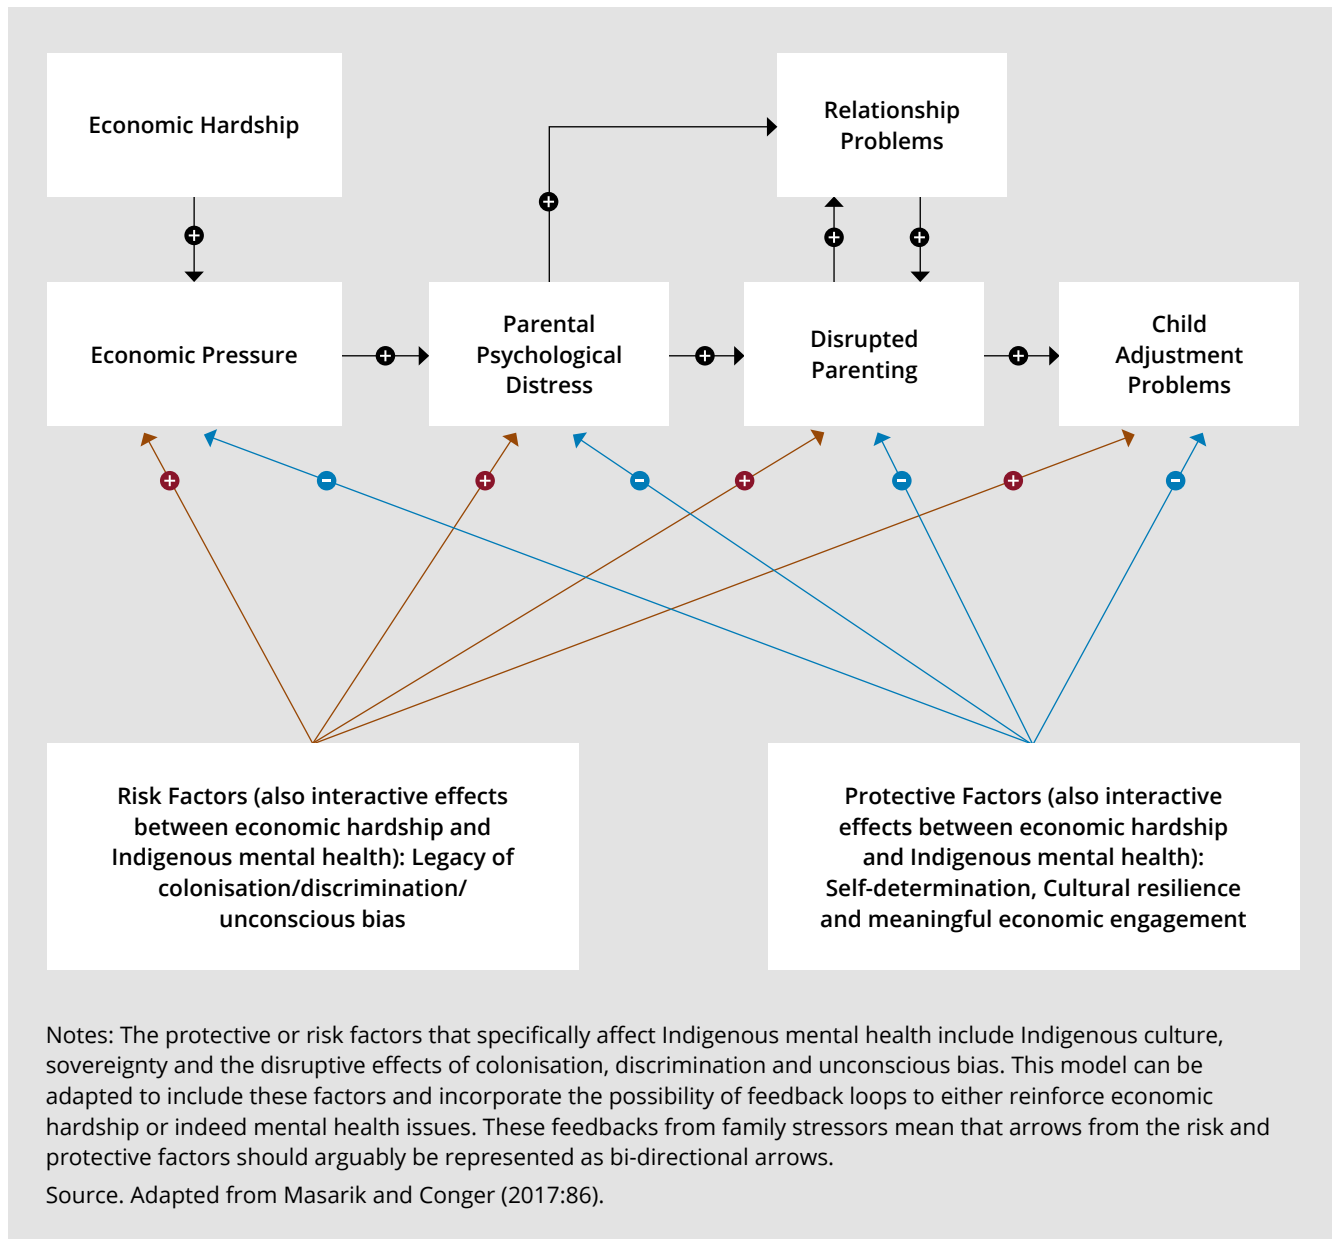 Economic Hardship
Relationship
Problems
+
+
+
+
Economic Pressure
+
Parental
Psychological
Distress
+
Disrupted
Parenting
+
Child
Adjustment
Problems
+
−
+
−
+
−
+
−
Risk Factors (also interactive effects
between economic hardship and
Indigenous mental health): Legacy of
colonisation/discrimination/
unconscious bias
Protective Factors (also interactive
effects between economic hardship
and Indigenous mental health):
Self-determination, Cultural resilience
and meaningful economic engagement
Notes: The protective or risk factors that specifically affect Indigenous mental health include Indigenous culture,
sovereignty and the disruptive effects of colonisation, discrimination and unconscious bias. This model can be
adapted to include these factors and incorporate the possibility of feedback loops to either reinforce economic
hardship or indeed mental health issues. These feedbacks from family stressors mean that arrows from the risk and
protective factors should arguably be represented as bi-directional arrows.
Source. Adapted from Masarik and Conger (2017:86).